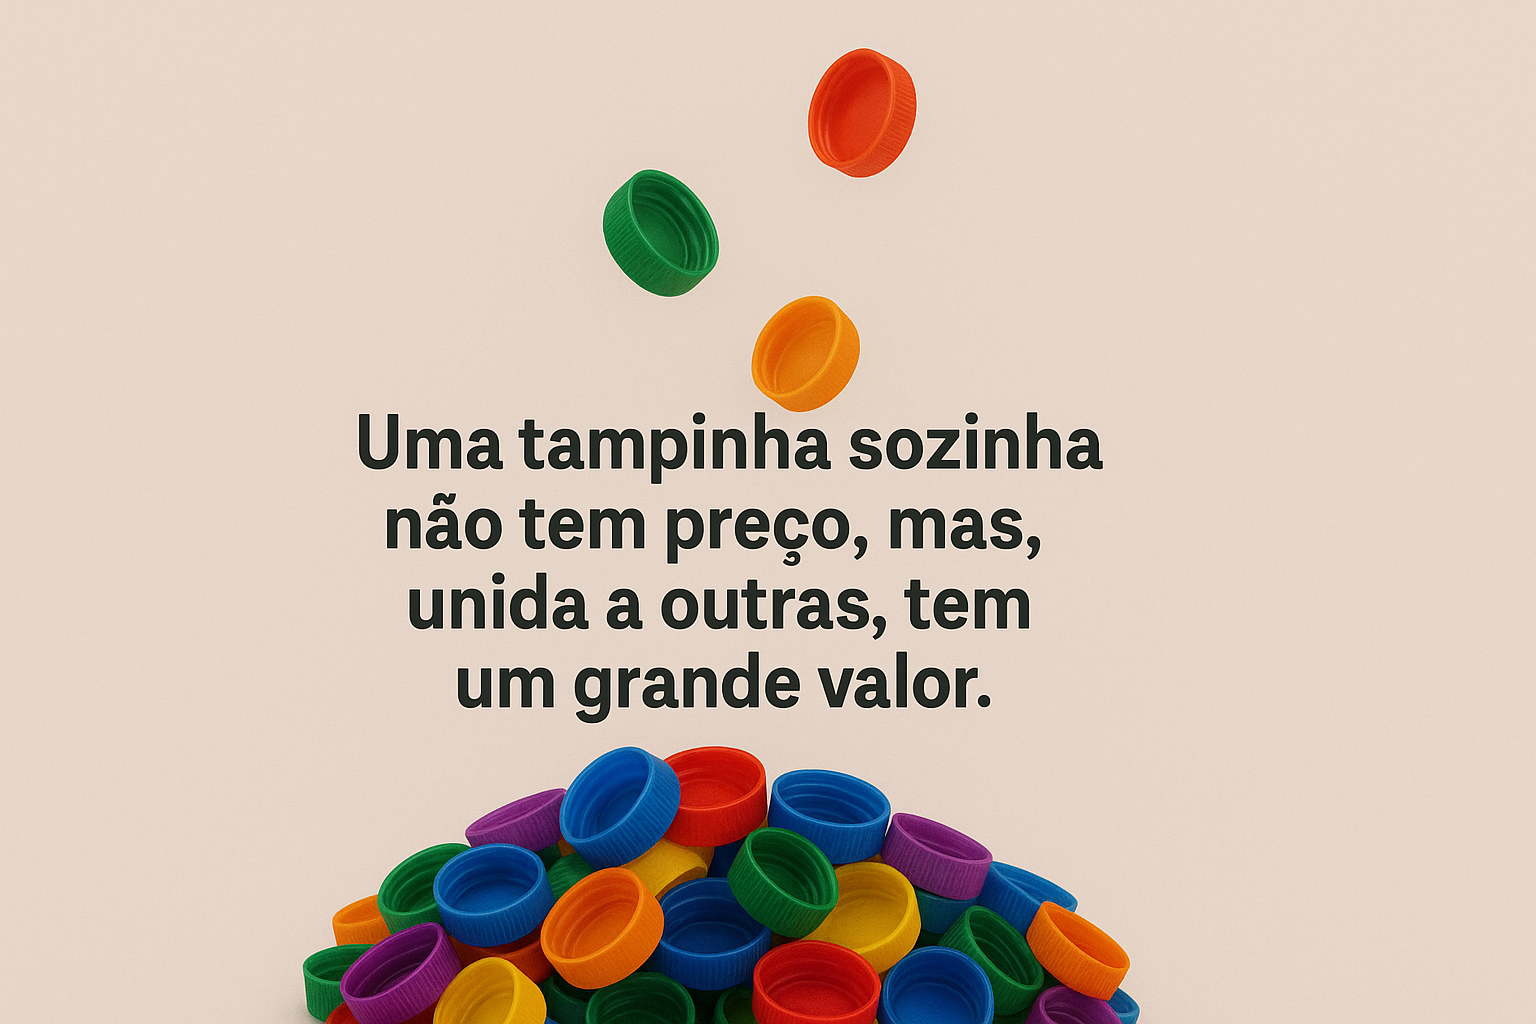 Uma tampinha sozinha
não tem preço, mas,
unida a outras, tem
um grande valor.